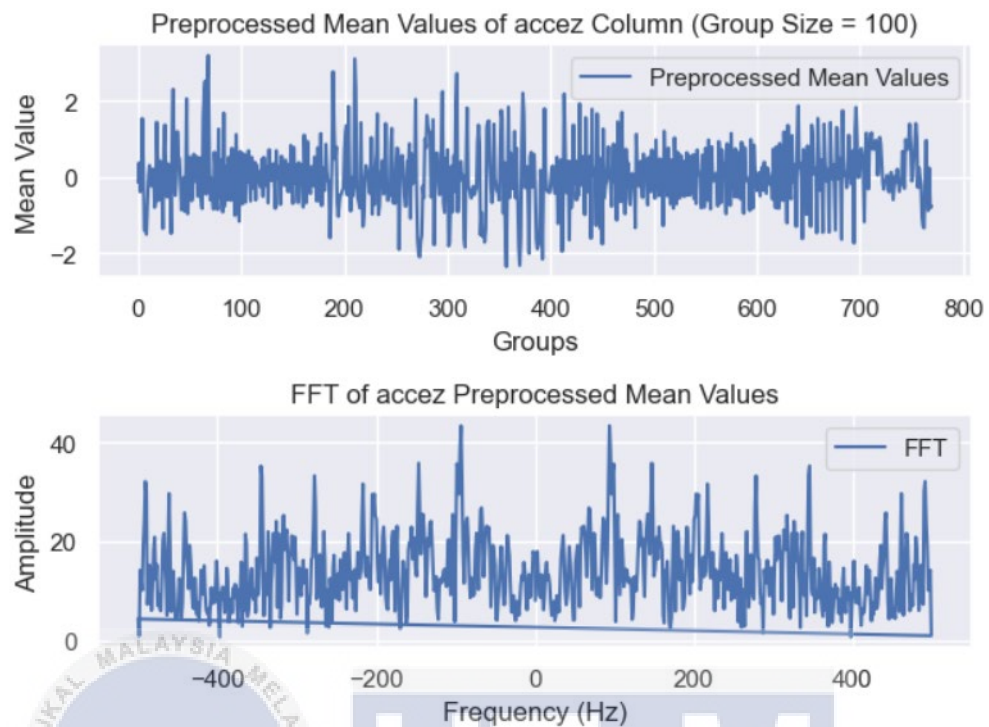 Preprocessed Mean Values of accez Column (Group Size = 100)
Preprocessed Mean Values
Mean Value
2
0
−2
0 100 200 300 400 500 600 700 800
Groups
FFT of accez Preprocessed Mean Values
FFT
Amplitude
40
20
0
−400 −200 0 200 400
Frequency (Hz)
MALAYSIA